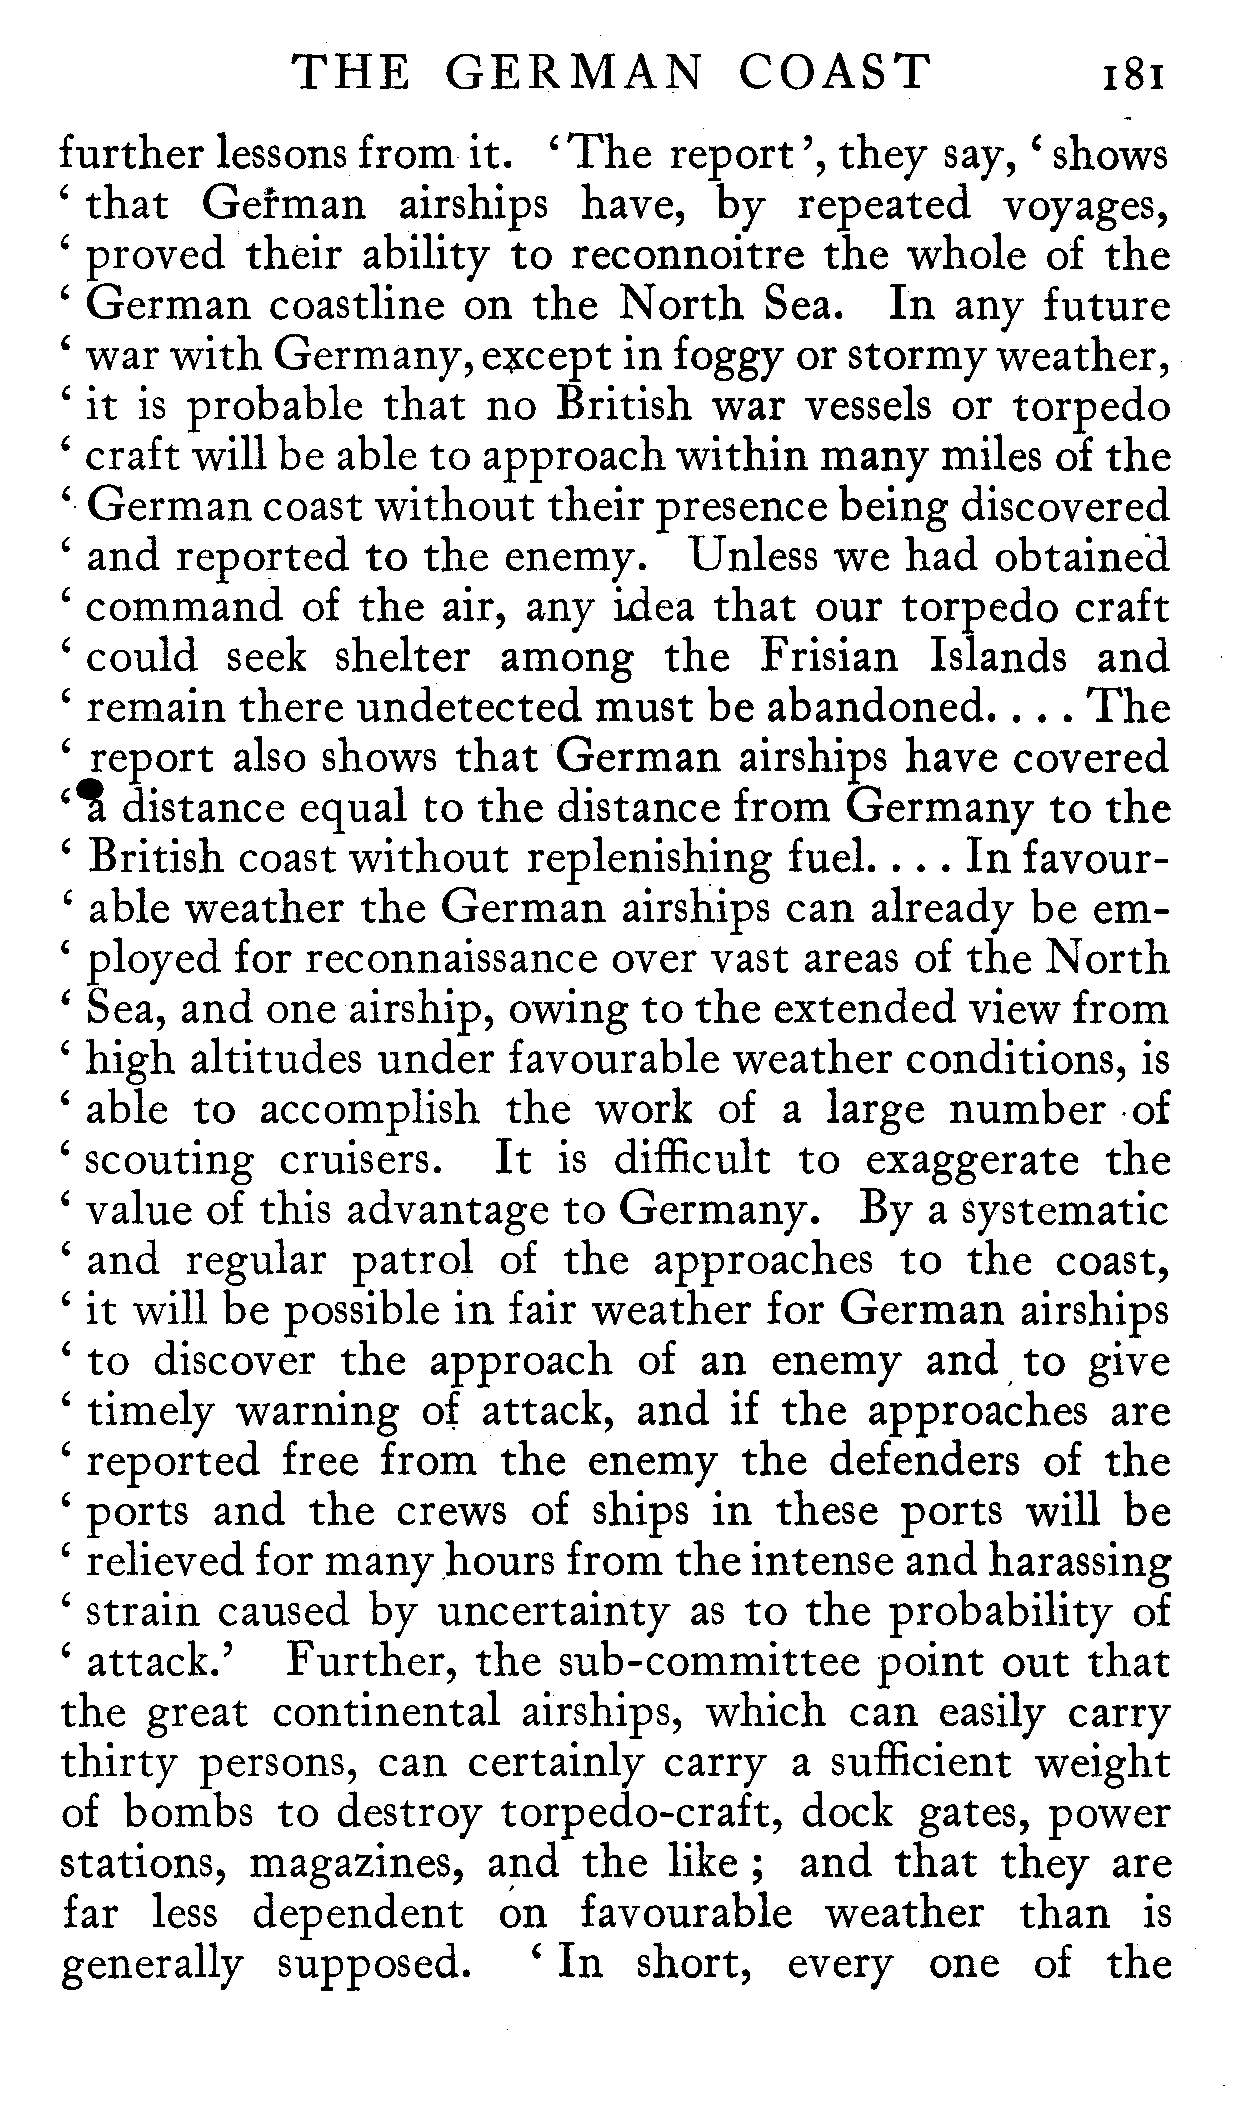 THE GERMAN COAST 181
further lessons from it. ‘The report’, they say, ‘shows
‘ that German airships have, by repeated voyages,
‘ proved their ability to reconnoitre the whole of the
‘ German coastline on the North Sea. In any future
‘ war with Germany, except in foggy or stormy weather,
‘ it is probable that no British war vessels or torpedo
‘ craft will be able to approach within many miles of the
‘ German coast without their presence being discovered
‘ and reported to the enemy. Unless we had obtained
‘ command of the air, any idea that our torpedo craft
‘ could seek shelter among the Frisian Islands and
‘ remain there undetected must be abandoned. . . . The
‘ report also shows that German airships have covered
‘ a distance equal to the distance from Germany to the
‘ British coast without replenishing fuel. . . . In favour-
‘ able weather the German airships can already be em-
‘ ployed for reconnaissance over vast areas of the North
‘ Sea, and one airship, owing to the extended view from
‘ high altitudes under favourable weather conditions, is
‘ able to accomplish the work of a large number of
‘ scouting cruisers. It is difficult to exaggerate the
‘ value of this advantage to Germany. By a systematic
‘ and regular patrol of the approaches to the coast,
‘ it will be possible in fair weather for German airships
‘ to discover the approach of an enemy and to give
‘ timely warning of attack, and if the approaches are
‘ reported free from the enemy the defenders of the
‘ ports and the crews of ships in these ports will be
‘ relieved for many hours from the intense and harassing
‘ strain caused by uncertainty as to the probability of
‘ attack.’ Further, the sub-committee point out that
the great continental airships, which can easily carry
thirty persons, can certainly carry a sufficient weight
of bombs to destroy torpedo-craft, dock gates, power
stations, magazines, and the like ; and that they are
far less dependent on favourable weather than is
generally supposed. ‘ In short, every one of the